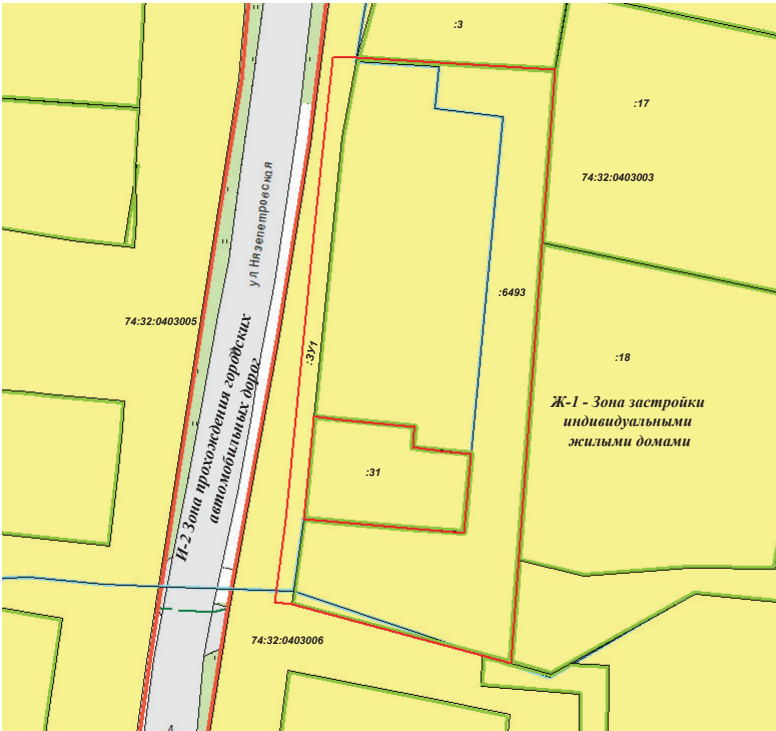 :3
:17
74:32:0403003
ул Нязепетровская
:6493
74:32:0403005
:ЗУ1
:18
Ж-1 - Зона застройки
индивидуальными
жилыми домами
И-2 Зона прохождения городских
автомобильных дорог
:31
74:32:0403006